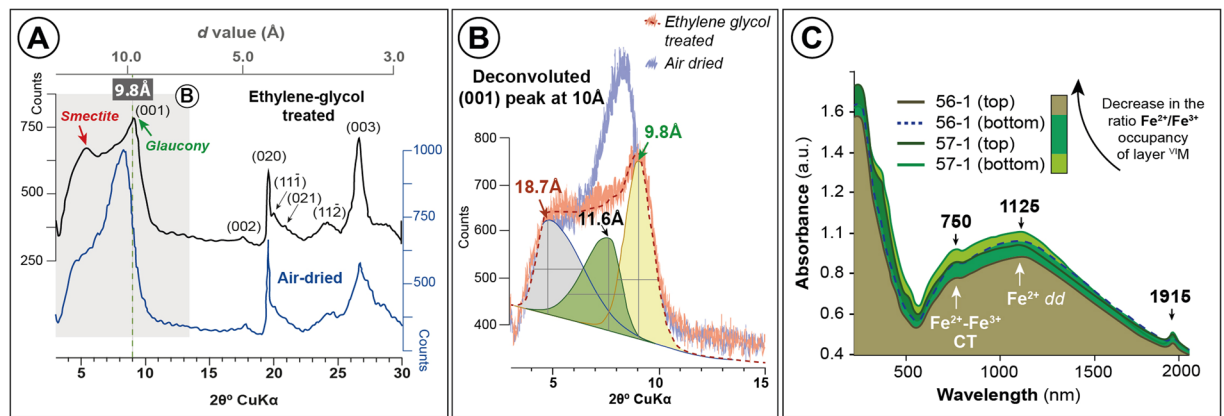 A
d value (Å)
10.0
5.0
3.0
9.8Å
B
(001)
Smectite
Glaucony
Ethylene-glycol
treated
(003)
(020)
(111̄)
(021)
(112̄)
(002)
Air-dried
Counts
750
500
250
1000
750
500
250
Counts
5
10
15
20
25
30
2θº CuKα
B
Ethylene glycol
treated
Air dried
Deconvoluted
(001) peak at 10Å
9.8Å
18.7Å
11.6Å
Counts
800
700
600
500
400
5
10
15
2θº CuKα
C
56-1 (top)
56-1 (bottom)
57-1 (top)
57-1 (bottom)
Decrease in the
ratio Fe²⁺/Fe³⁺
occupancy
of layer ⱽᴵM
Absorbance (a.u.)
1.6
1.4
1.2
1.1
0.9
0.8
0.6
0.4
750
1125
1915
Fe²⁺ dd
Fe²⁺-Fe³⁺
CT
500
1000
1500
2000
Wavelength (nm)